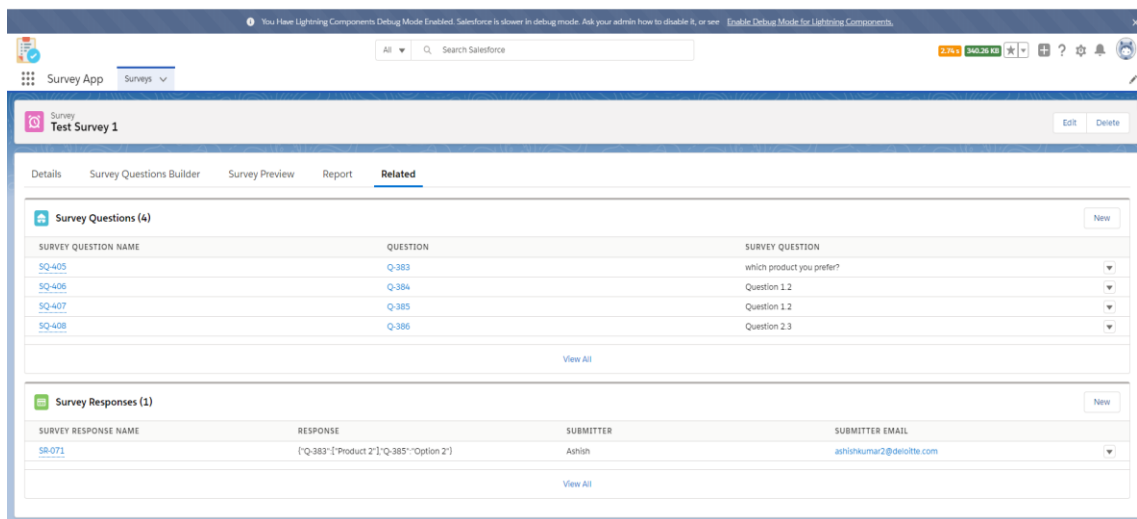 You Have Lightning Components Debug Mode Enabled. Salesforce is slower in debug mode. Ask your admin how to disable it, or see Enable Debug Mode for Lightning Components.
All Search Salesforce 2.74 s 340.26 KB
Survey App Surveys
Survey
Test Survey 1
Edit Delete
Details Survey Questions Builder Survey Preview Report Related
Survey Questions (4) New
SURVEY QUESTION NAME QUESTION SURVEY QUESTION
SQ-405 Q-383 which product you prefer?
SQ-406 Q-384 Question 1.2
SQ-407 Q-385 Question 1.2
SQ-408 Q-386 Question 2.3
View All
Survey Responses (1) New
SURVEY RESPONSE NAME RESPONSE SUBMITTER SUBMITTER EMAIL
SR-071 {"Q-383":["Product 2"],"Q-385":"Option 2"} Ashish ashishkumar2@deloitte.com
View All